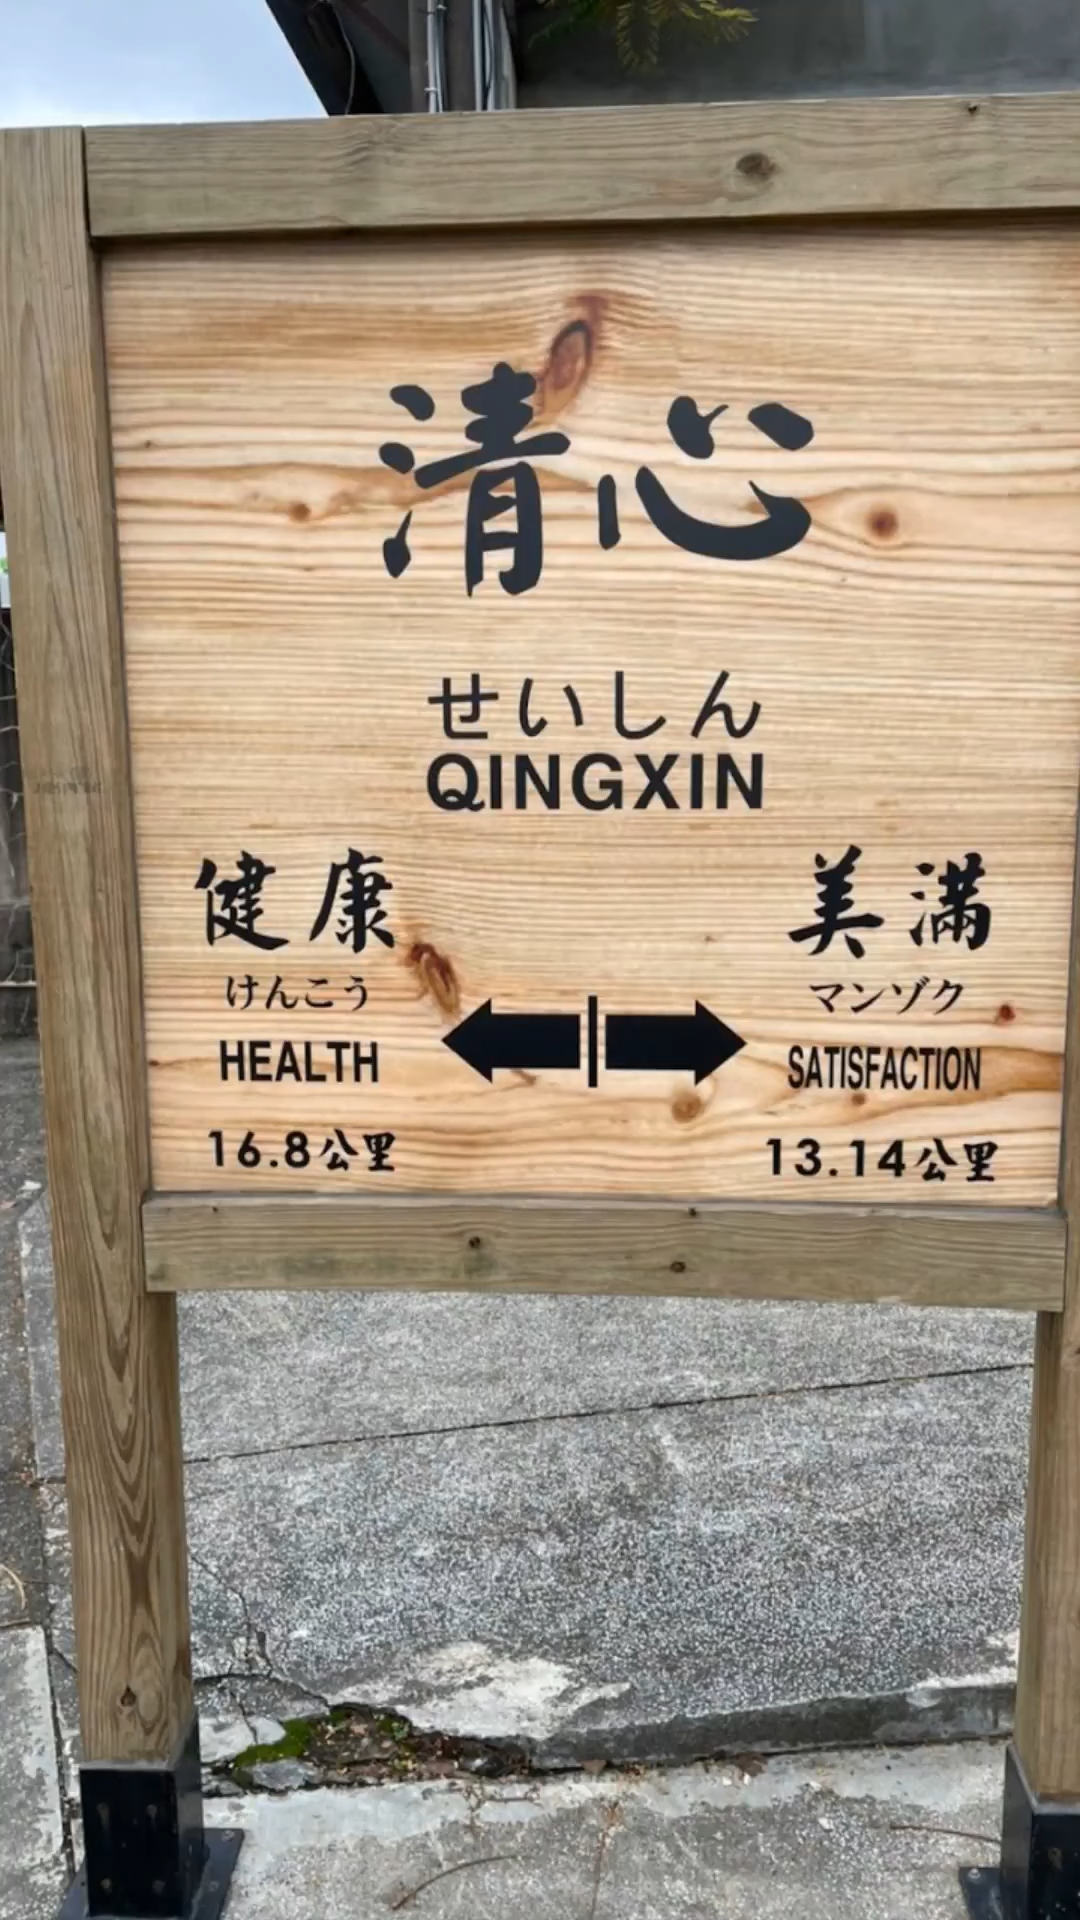 清心
せいしん
QINGXIN
健康 美滿
けんこう マンゾク
HEALTH SATISFACTION
16.8公里 13.14公里